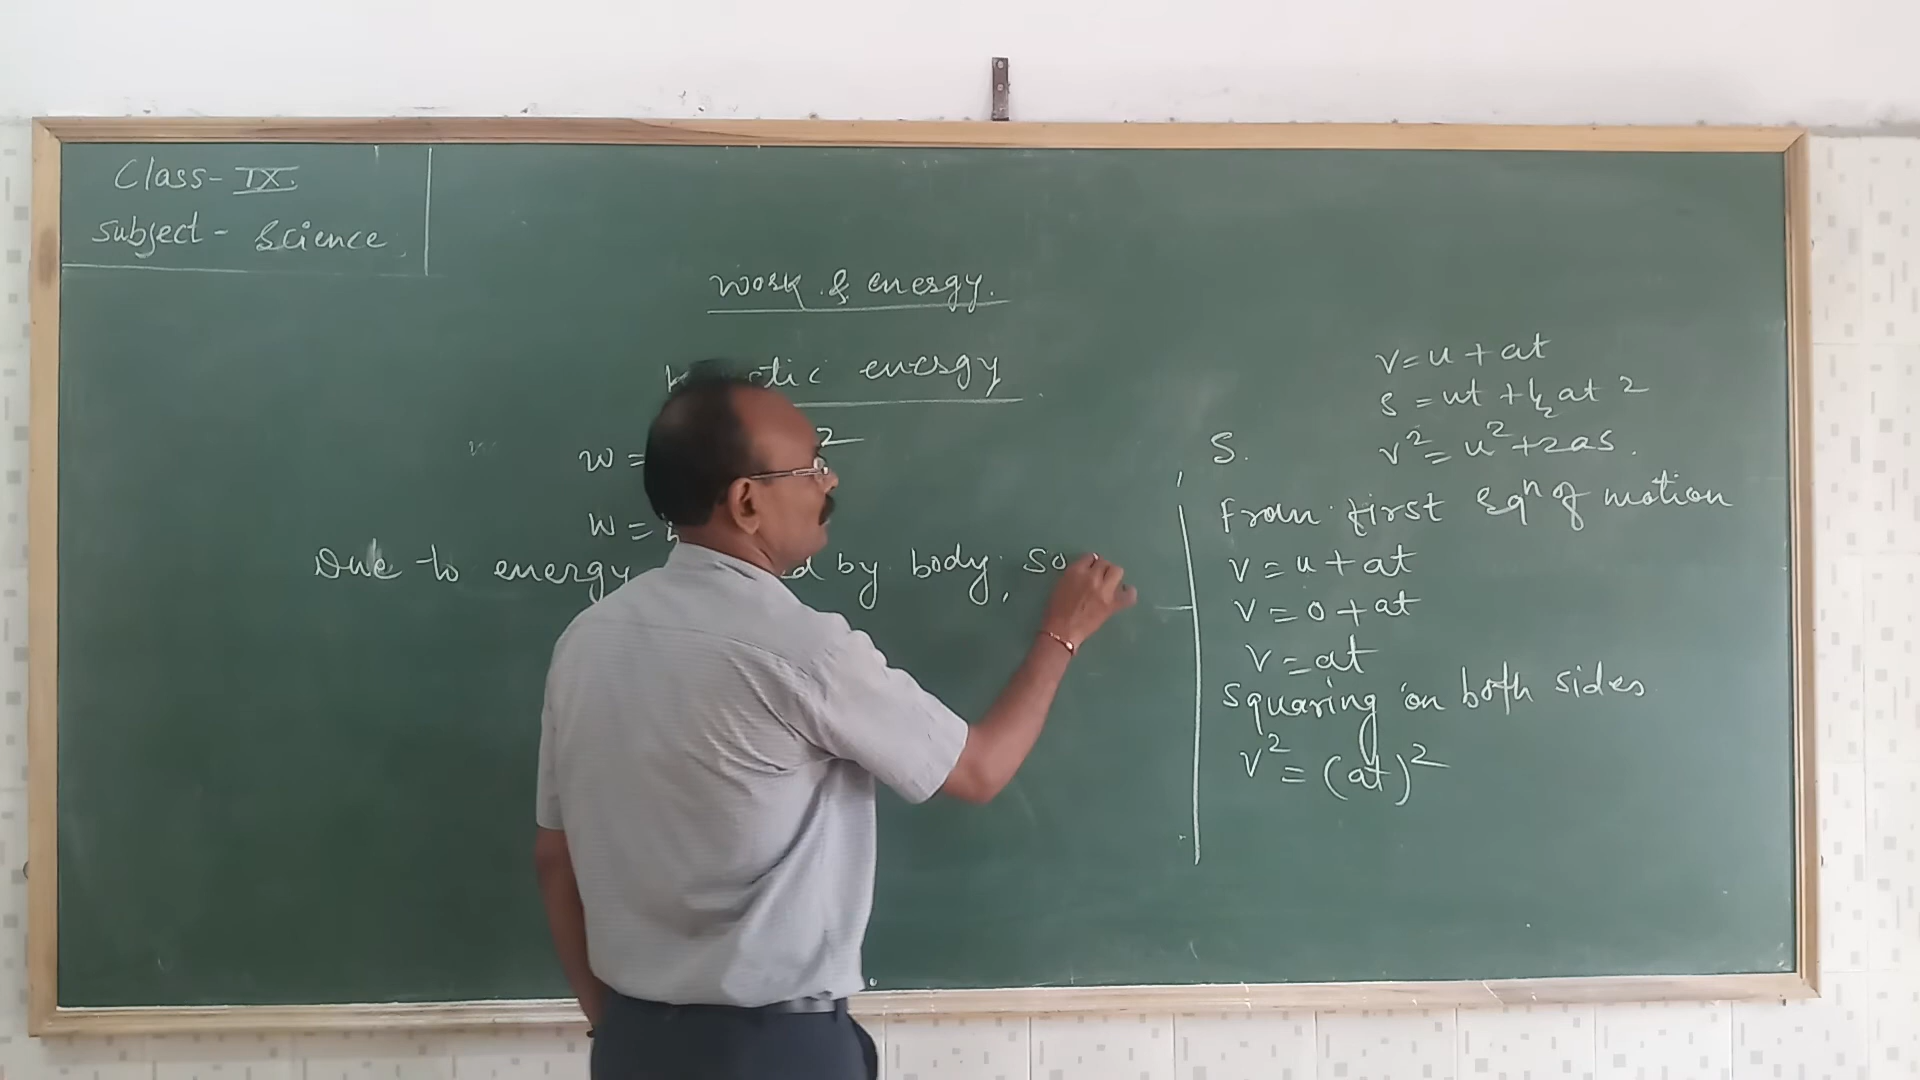 Class- IX.
Subject- Science.
Work & energy.
energy
v=u+at
s=ut+½at2
w=
2
S.
v²=u²+2as.
From first Eqⁿ of motion
w=
Due to energy by body, so
v=u+at
v=0+at
v=at
Squaring on both sides
v²=(at)²